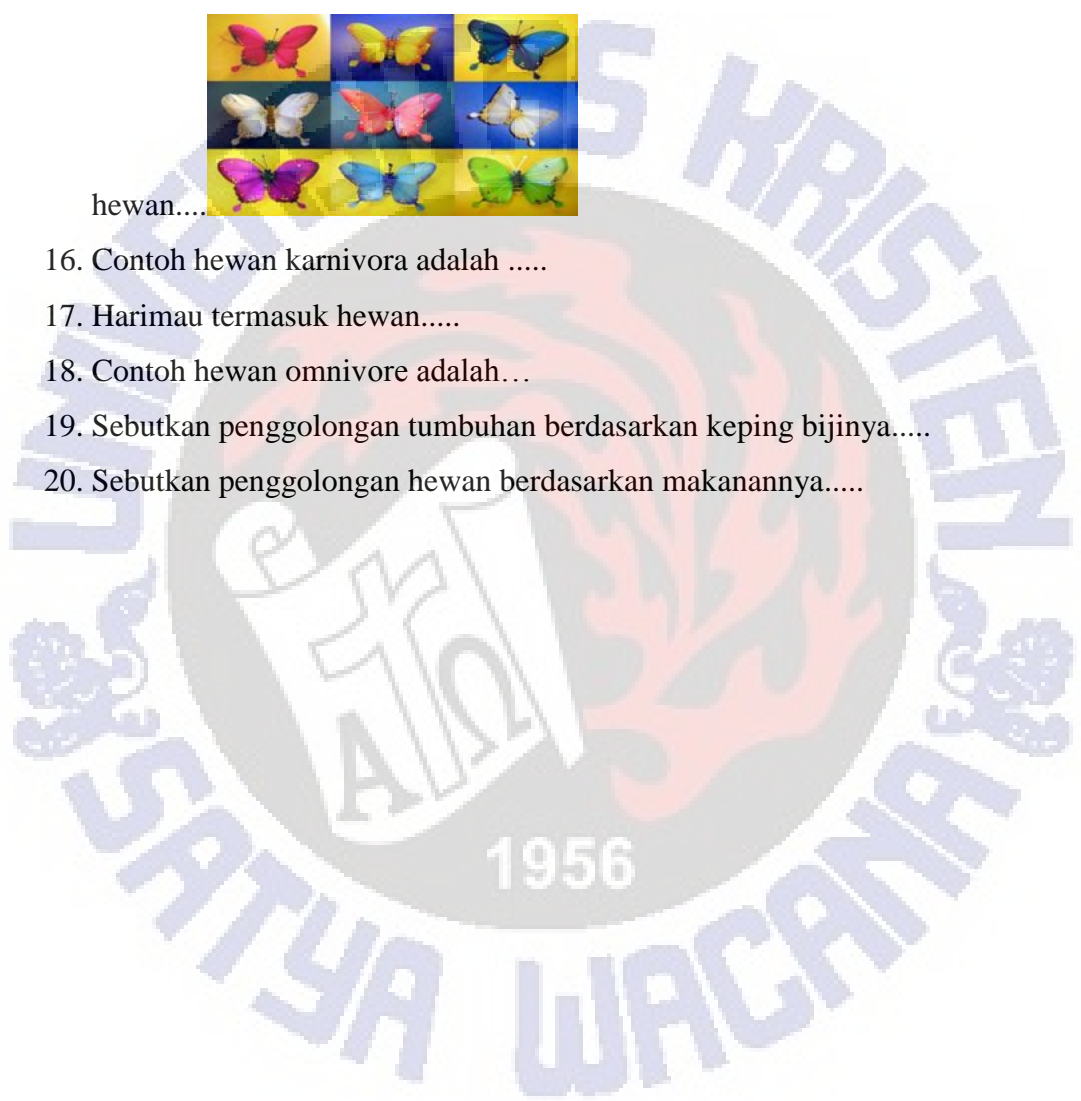 hewan....
16. Contoh hewan karnivora adalah .....
17. Harimau termasuk hewan.....
18. Contoh hewan omnivore adalah…
19. Sebutkan penggolongan tumbuhan berdasarkan keping bijinya.....
20. Sebutkan penggolongan hewan berdasarkan makanannya.....
UNIVERSITAS KRISTEN
SATYA WACANA
Α Ω
1956